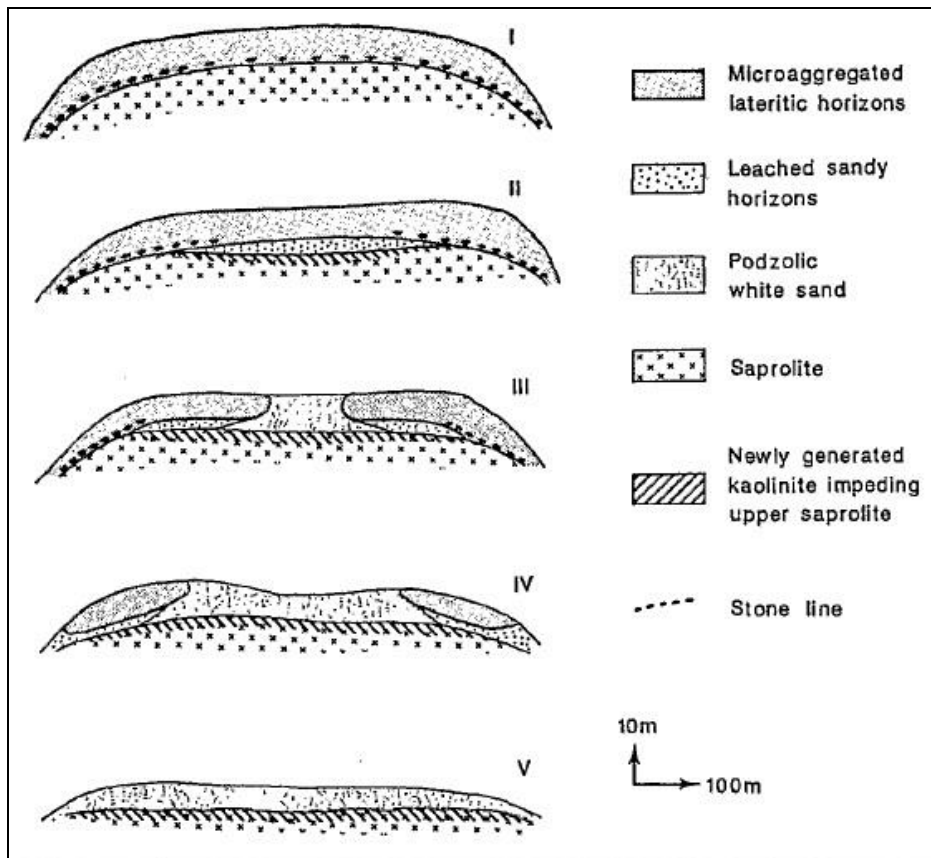 I
II
III
IV
V
Microaggregated
lateritic horizons
Leached sandy
horizons
Podzolic
white sand
Saprolite
Newly generated
kaolinite impeding
upper saprolite
Stone line
10m
100m